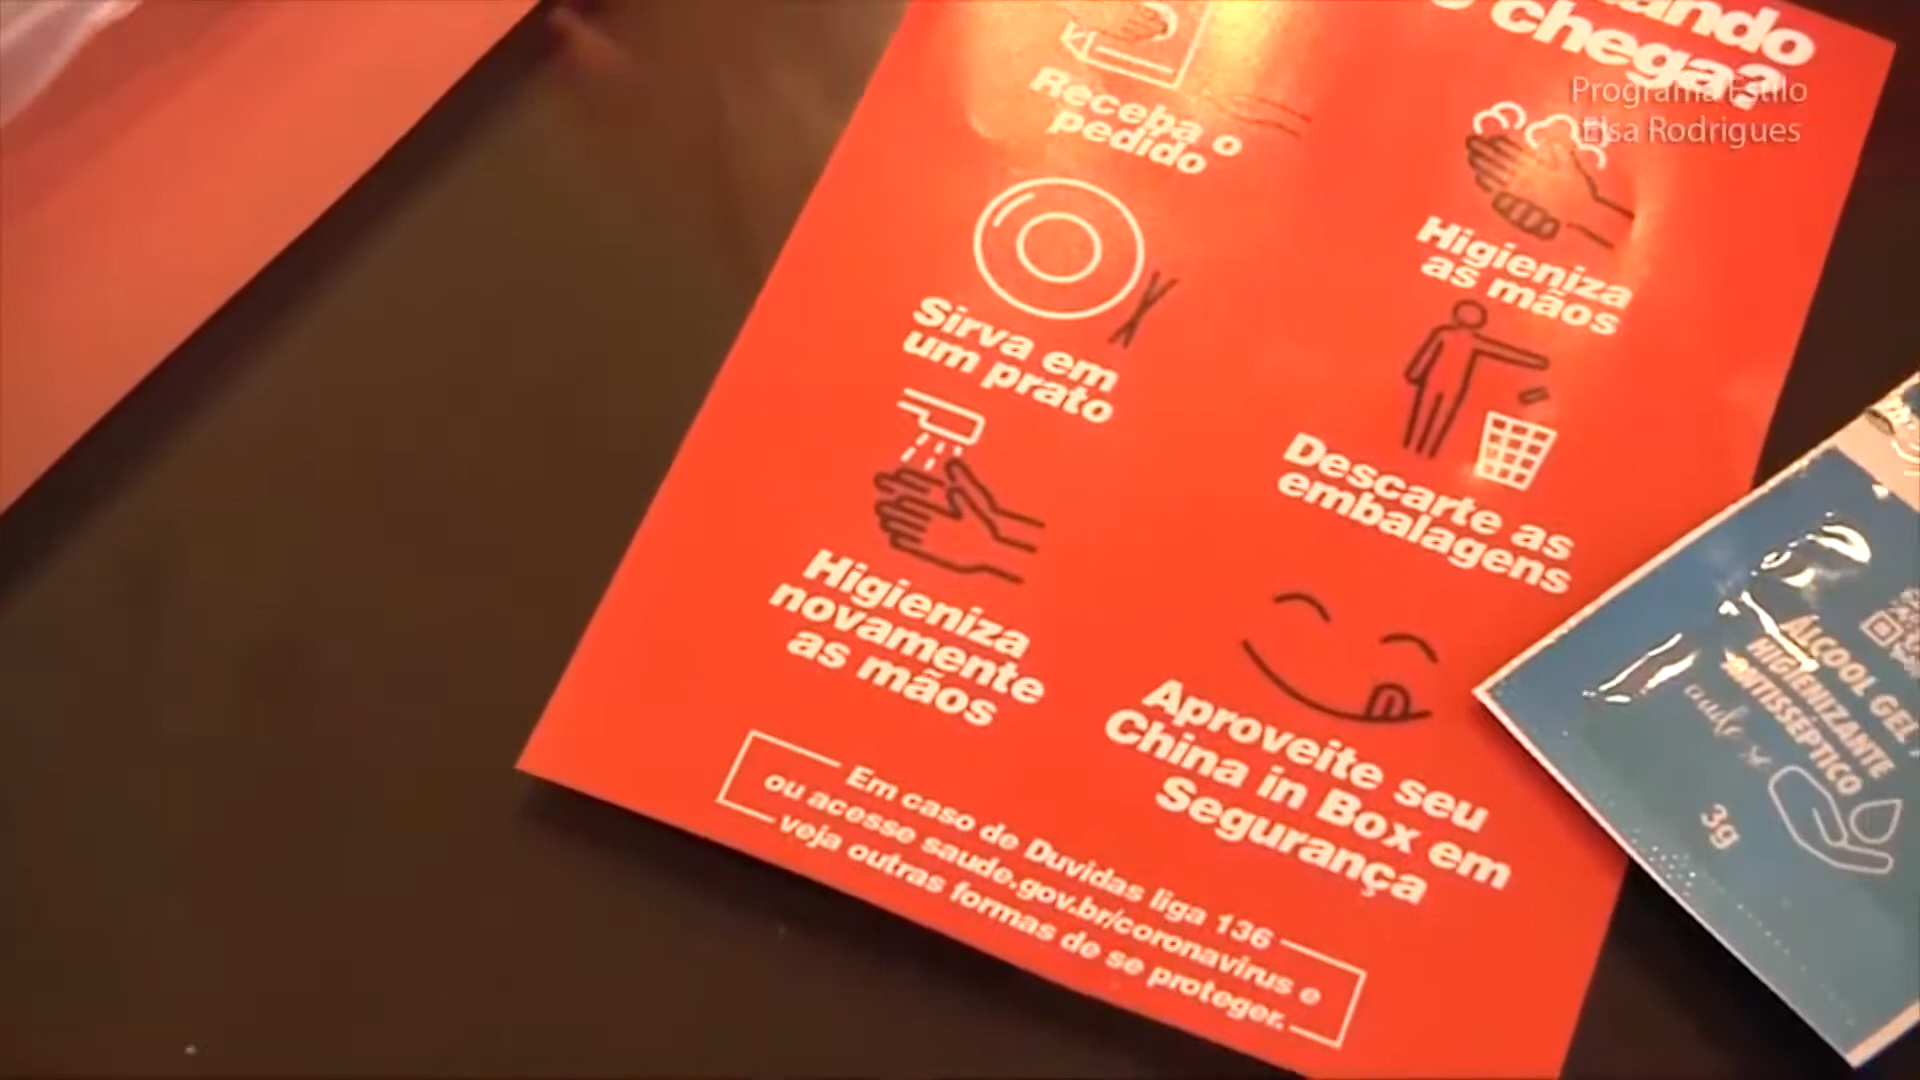 chega?
Programa Estilo
Elsa Rodrigues
Receba o
pedido
Higieniza
as mãos
Sirva em
um prato
Descarte as
embalagens
Higieniza
novamente
as mãos
Aproveite seu
China in Box em
Segurança
Em caso de Duvidas liga 136
ou acesse saude.gov.br/coronavirus e
veja outras formas de se proteger.
ÁLCOOL GEL
HIGIENIZANTE
ANTISSÉPTICO
3g